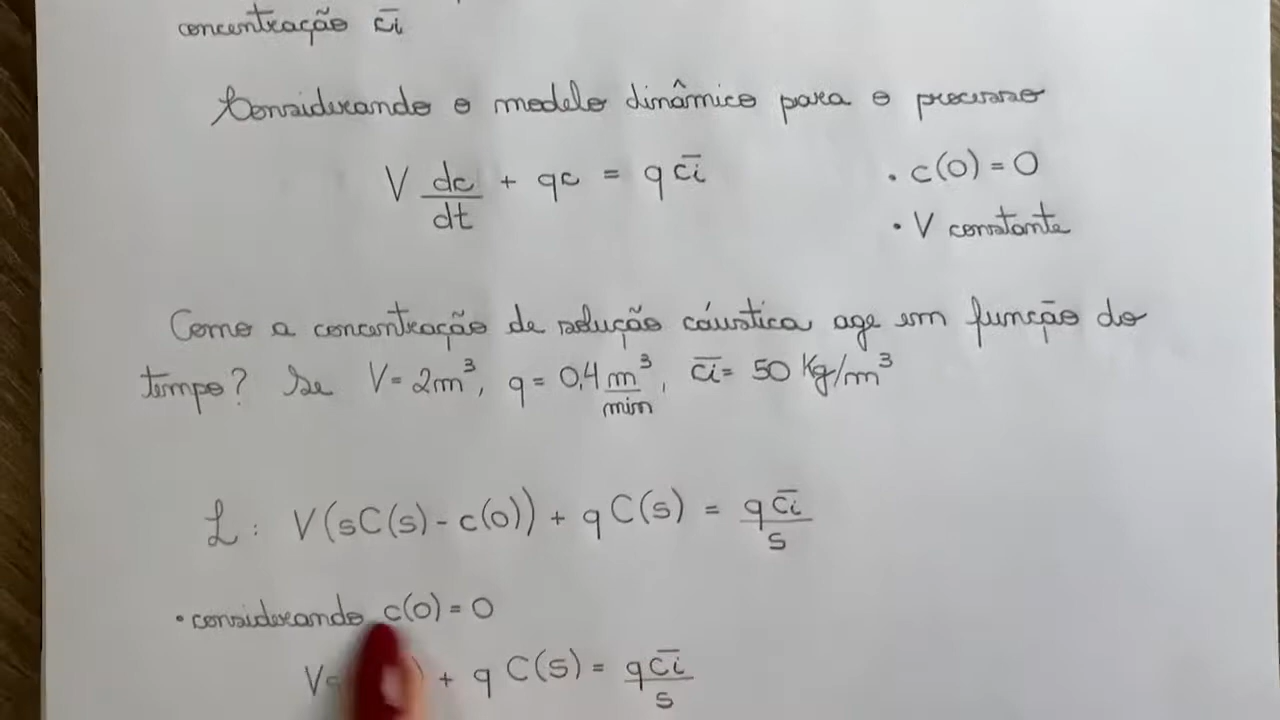 concentração c̄i
Considerando o modelo dinâmico para o processo
V dc/dt + qc = q c̄i
• c(0) = 0
• V constante
Como a concentração de solução cáustica age em função do
tempo? Se V = 2m³, q = 0,4 m³/min, c̄i = 50 Kg/m³
ℒ: V(sC(s) - c(0)) + q C(s) = q c̄i/s
• considerando c(0) = 0
+ q C(s) = q c̄i/s